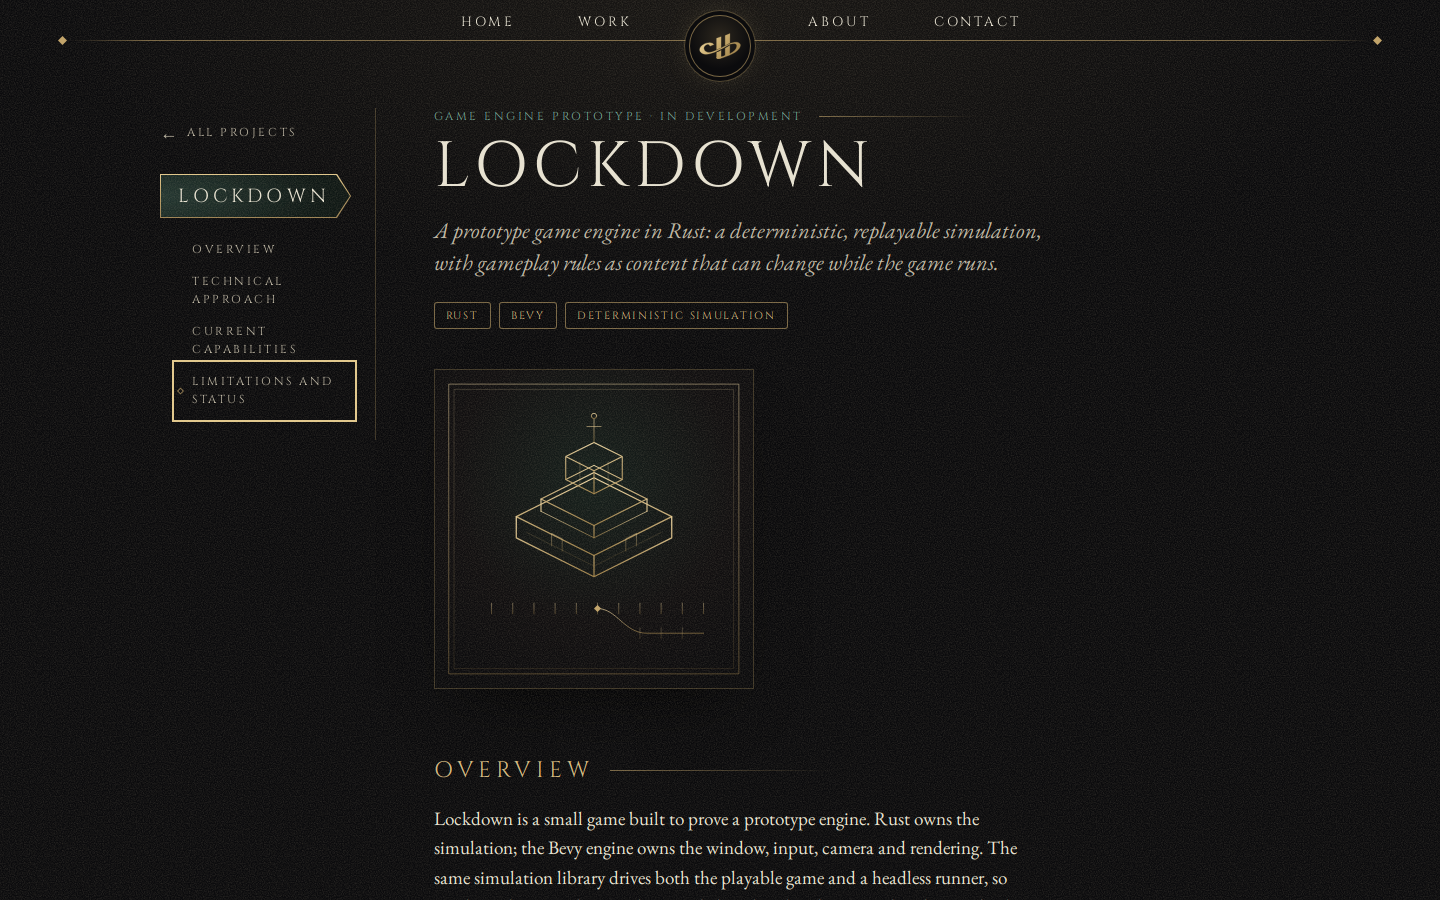 HOME
WORK
ABOUT
CONTACT
← ALL PROJECTS
LOCKDOWN
OVERVIEW
TECHNICAL
APPROACH
CURRENT
CAPABILITIES
LIMITATIONS AND
STATUS
GAME ENGINE PROTOTYPE · IN DEVELOPMENT
LOCKDOWN
A prototype game engine in Rust: a deterministic, replayable simulation,
with gameplay rules as content that can change while the game runs.
RUST
BEVY
DETERMINISTIC SIMULATION
OVERVIEW
Lockdown is a small game built to prove a prototype engine. Rust owns the
simulation; the Bevy engine owns the window, input, camera and rendering. The
same simulation library drives both the playable game and a headless runner, so